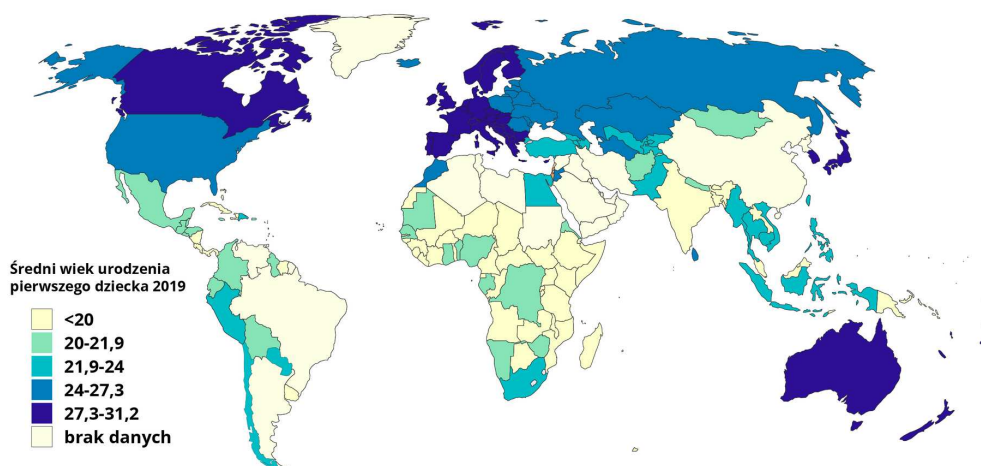 Średni wiek urodzenia
pierwszego dziecka 2019
<20
20-21,9
21,9-24
24-27,3
27,3-31,2
brak danych